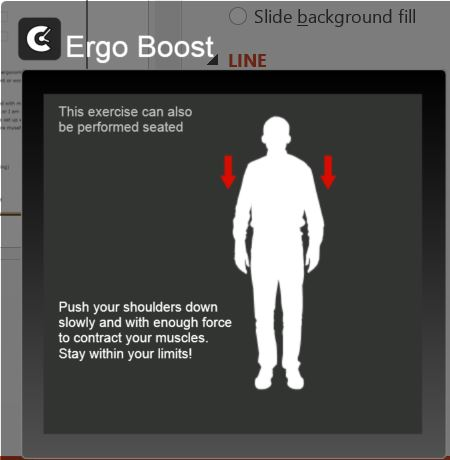 Slide background fill
Ergo Boost
LINE
This exercise can also
be performed seated
Push your shoulders down
slowly and with enough force
to contract your muscles.
Stay within your limits!